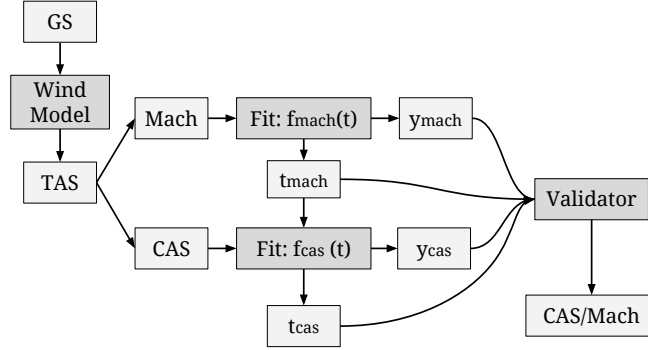 GS
Wind
Model
TAS
Mach
Fit: fmach(t)
ymach
tmach
CAS
Fit: fcas (t)
ycas
tcas
Validator
CAS/Mach